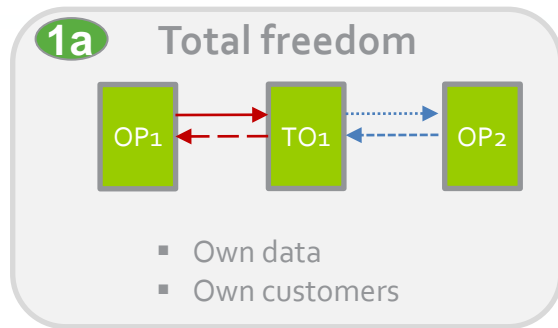 1a Total freedom
OP1 TO1 OP2
▪ Own data
▪ Own customers